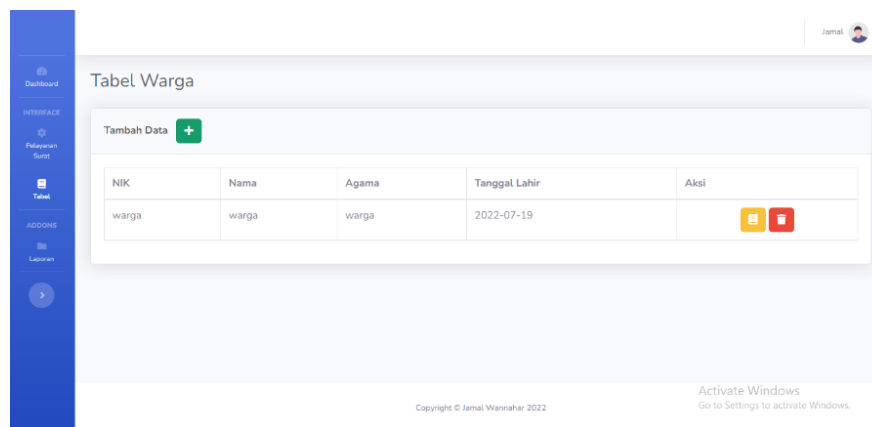 Jamal
Dashboard
INTERFACE
Pelayanan
Surat
Tabel
ADDONS
Laporan
Tabel Warga
Tambah Data
NIK Nama Agama Tanggal Lahir Aksi
warga warga warga 2022-07-19
Activate Windows
Go to Settings to activate Windows.
Copyright © Jamal Wannahar 2022